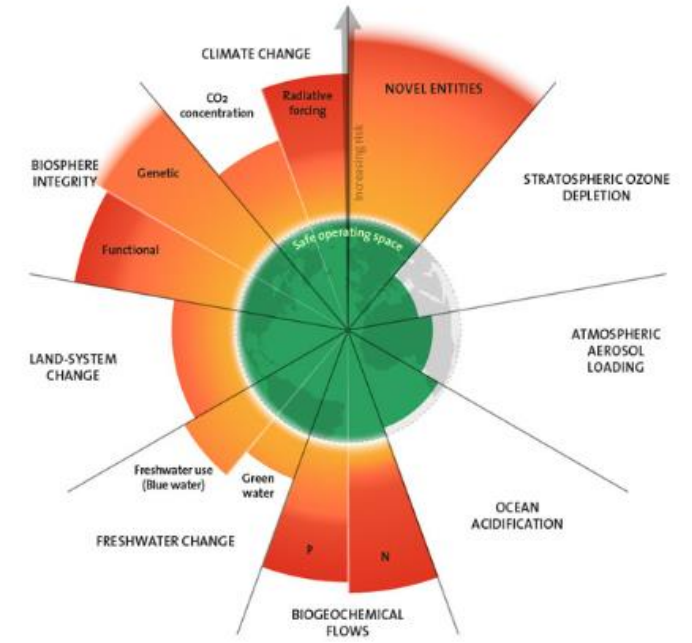 CLIMATE CHANGE
CO2
concentration
Radiative
forcing
NOVEL ENTITIES
Increasing Risk
BIOSPHERE
INTEGRITY
Genetic
STRATOSPHERIC OZONE
DEPLETION
Functional
Safe operating space
LAND-SYSTEM
CHANGE
ATMOSPHERIC
AEROSOL
LOADING
Freshwater use
(Blue water)
Green
water
FRESHWATER CHANGE
OCEAN
ACIDIFICATION
P
N
BIOGEOCHEMICAL
FLOWS